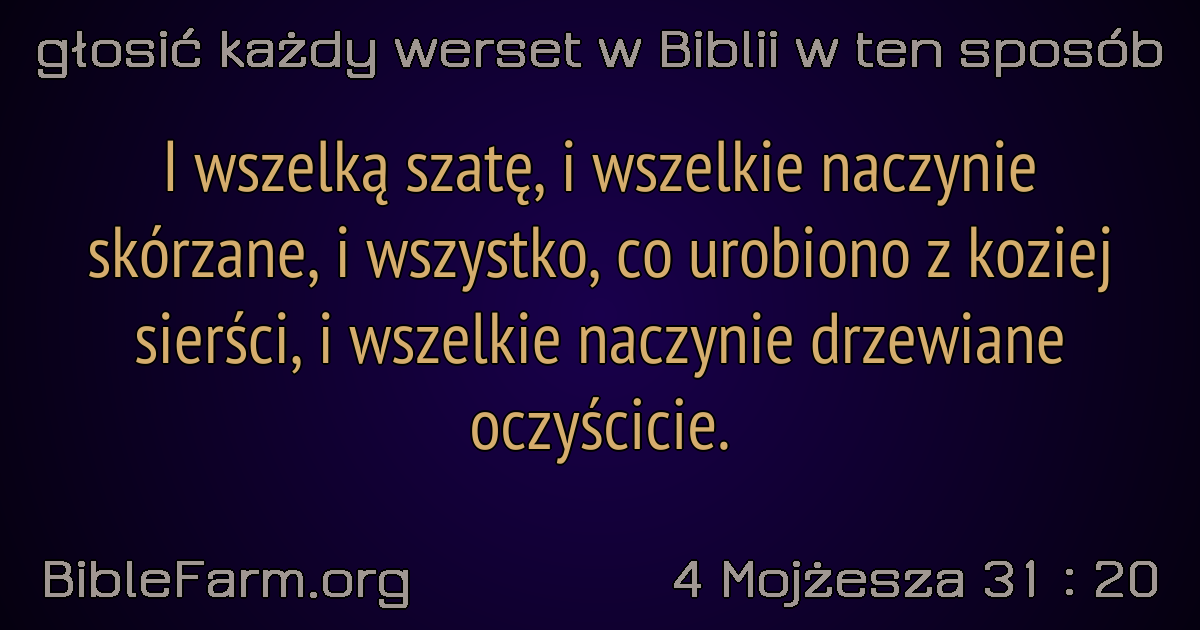 głosić każdy werset w Biblii w ten sposób
I wszelką szatę, i wszelkie naczynie
skórzane, i wszystko, co urobiono z koziej
sierści, i wszelkie naczynie drzewiane
oczyścicie.
BibleFarm.org
4 Mojżesza 31 : 20